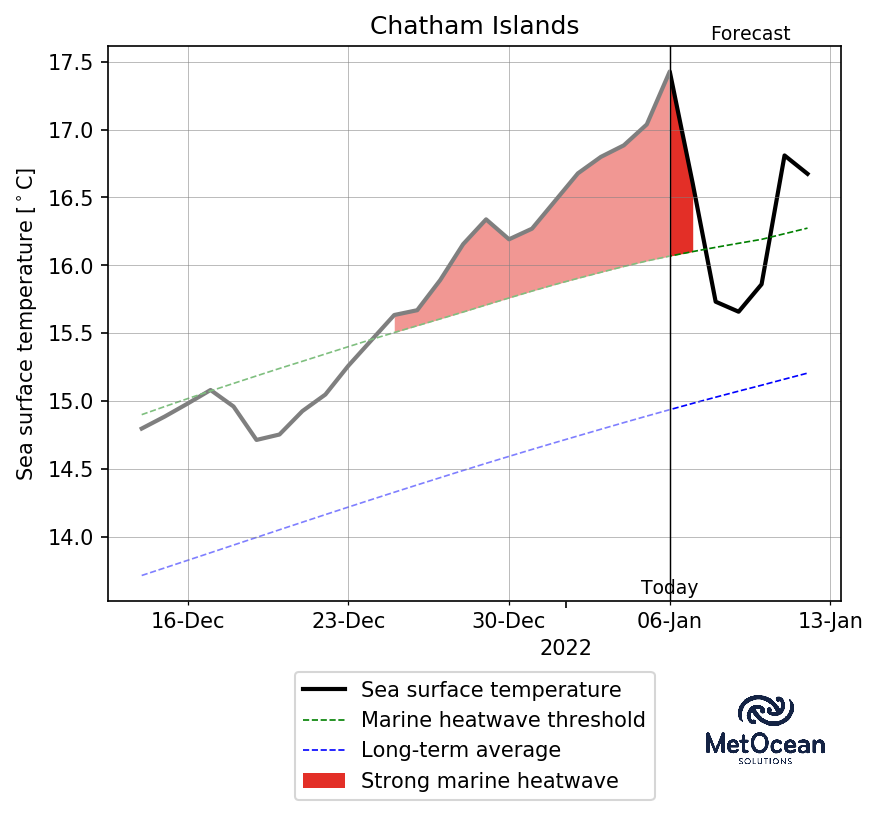 Chatham Islands
Forecast
Sea surface temperature [°C]
17.5
17.0
16.5
16.0
15.5
15.0
14.5
14.0
Today
16-Dec 23-Dec 30-Dec 06-Jan 13-Jan
2022
Sea surface temperature
Marine heatwave threshold
Long-term average
Strong marine heatwave
MetOcean
SOLUTIONS